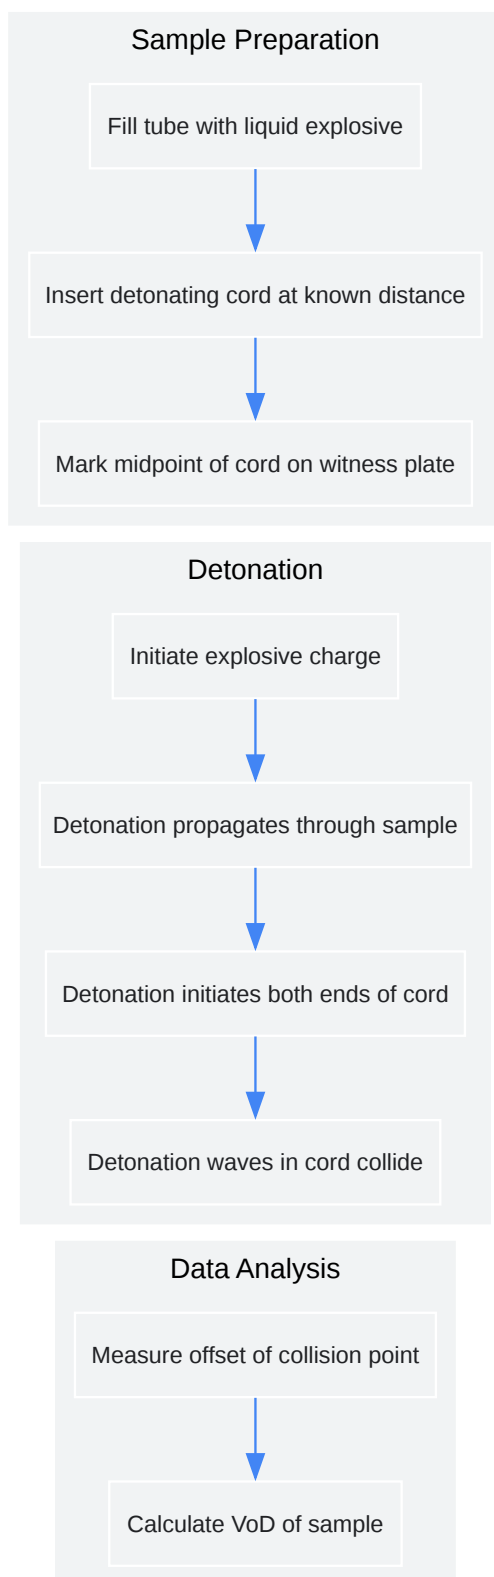 Sample Preparation
Fill tube with liquid explosive
Insert detonating cord at known distance
Mark midpoint of cord on witness plate
Detonation
Initiate explosive charge
Detonation propagates through sample
Detonation initiates both ends of cord
Detonation waves in cord collide
Data Analysis
Measure offset of collision point
Calculate VoD of sample